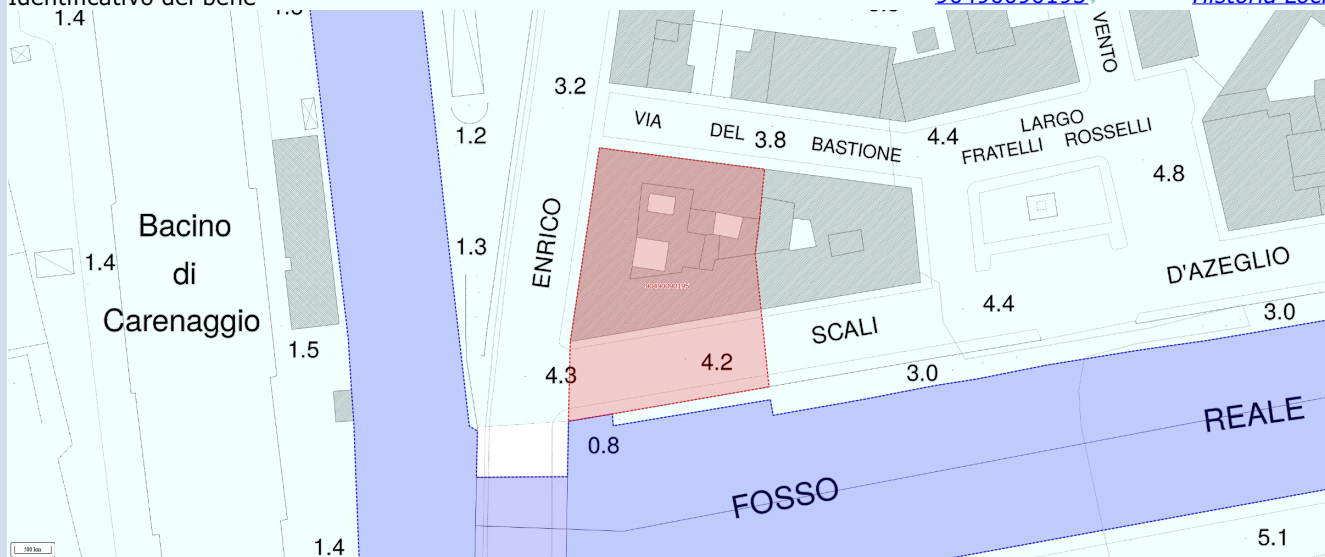 Identificativo del bene
90490090195
1.4
3.2
VENTO
VIA DEL 3.8 BASTIONE
4.4
LARGO
FRATELLI ROSSELLI
1.2
4.8
Bacino
di
Carenaggio
1.4
1.3
ENRICO
90490090195
D'AZEGLIO
4.4
SCALI
3.0
1.5
4.3
4.2
3.0
0.8
REALE
FOSSO
1.4
5.1